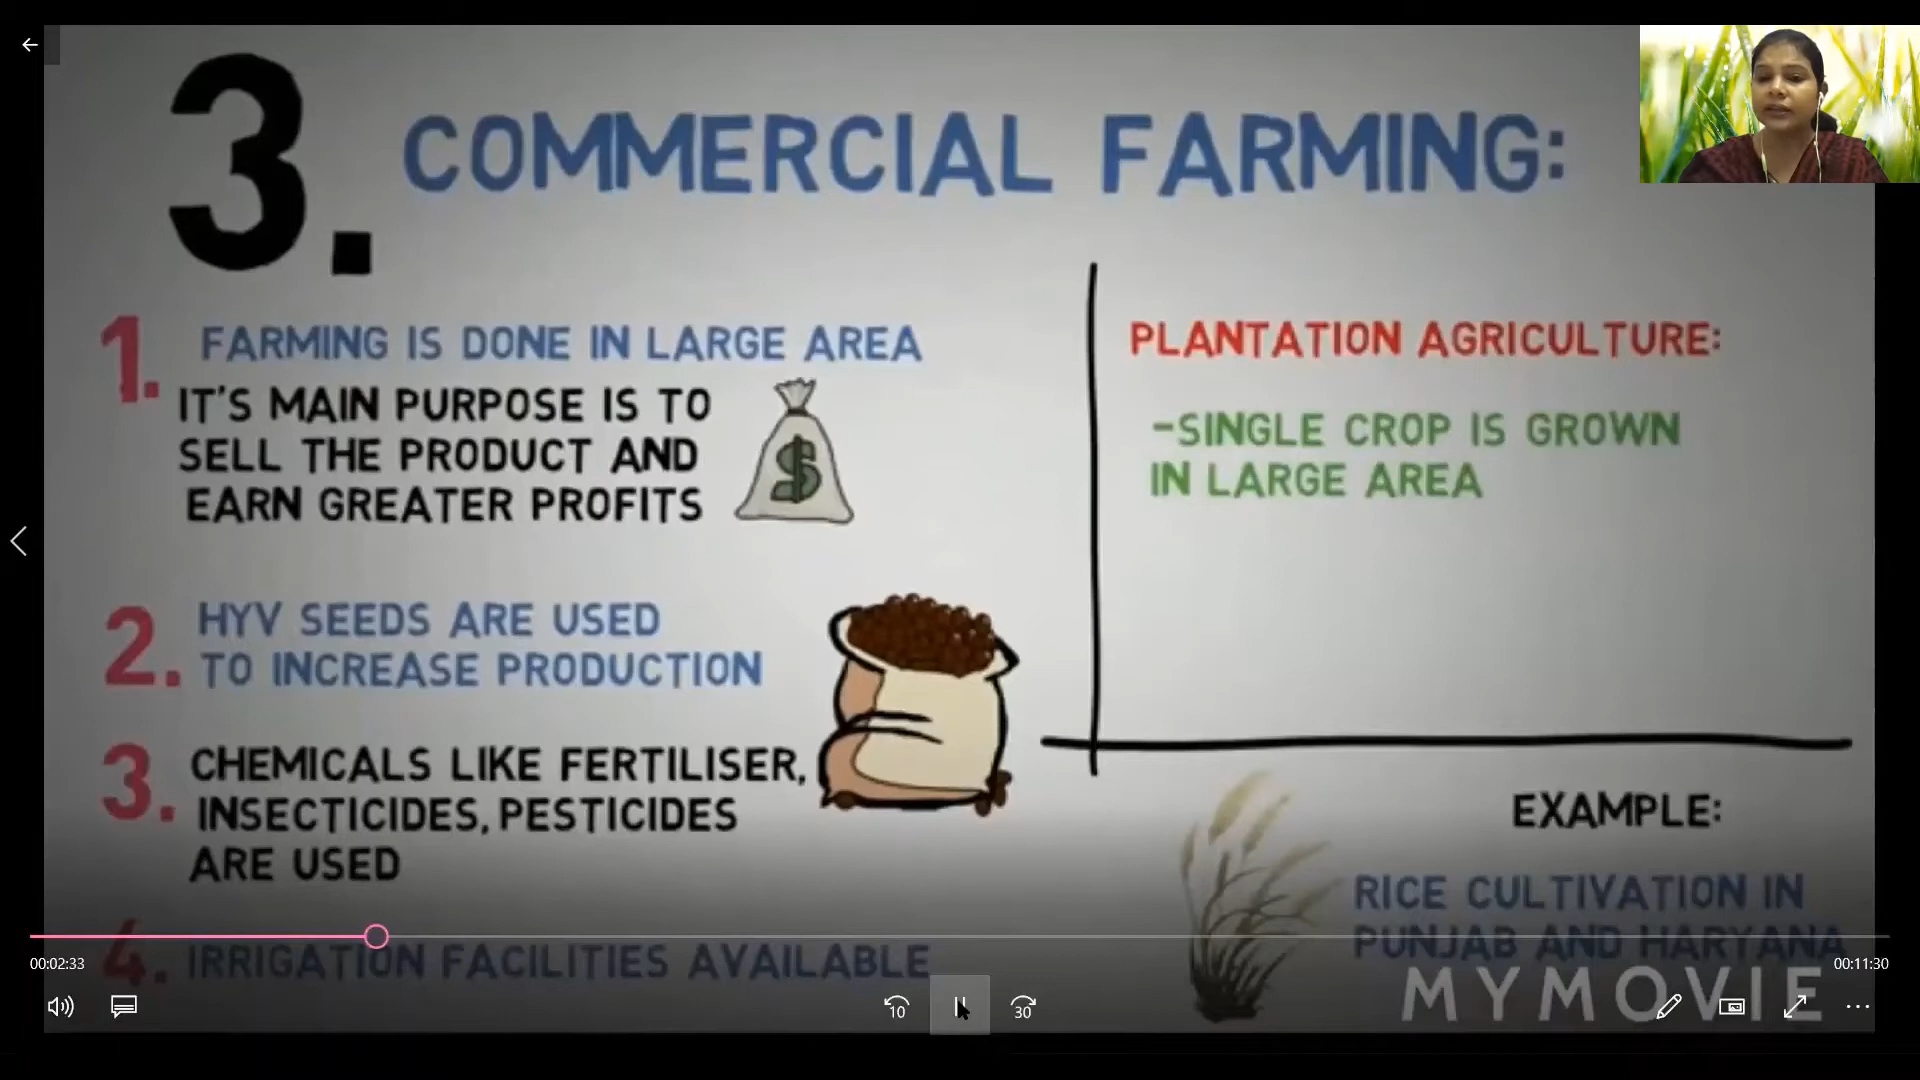 3. COMMERCIAL FARMING:
1. FARMING IS DONE IN LARGE AREA
IT'S MAIN PURPOSE IS TO
SELL THE PRODUCT AND
EARN GREATER PROFITS
$
2. HYV SEEDS ARE USED
TO INCREASE PRODUCTION
3. CHEMICALS LIKE FERTILISER,
INSECTICIDES, PESTICIDES
ARE USED
4. IRRIGATION FACILITIES AVAILABLE
PLANTATION AGRICULTURE:
-SINGLE CROP IS GROWN
IN LARGE AREA
EXAMPLE:
RICE CULTIVATION IN
PUNJAB AND HARYANA
MYMOVIE
00:02:33
00:11:30
10
30